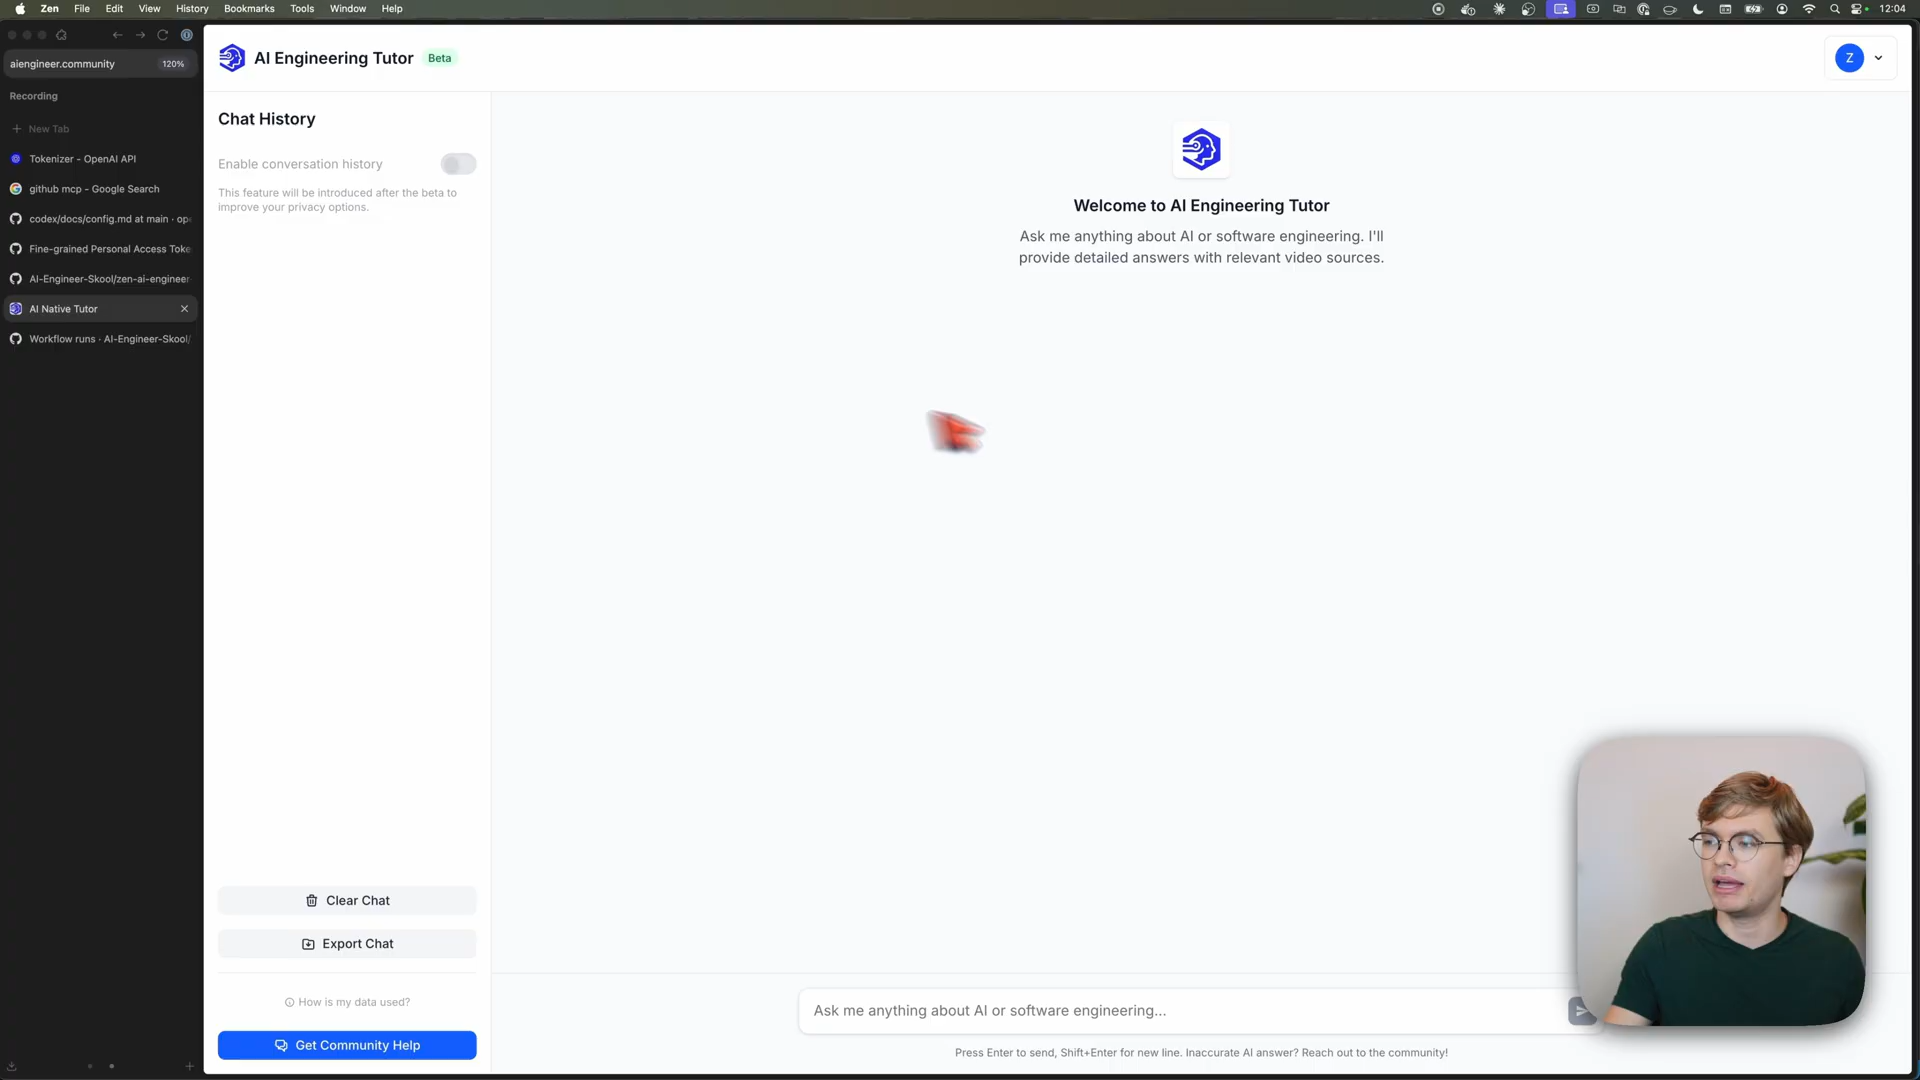 Zen File Edit View History Bookmarks Tools Window Help 12:04
aiengineer.community 120%
Recording
New Tab
Tokenizer - OpenAI API
github mcp - Google Search
codex/docs/config.md at main · ope
Fine-grained Personal Access Toke
AI-Engineer-Skool/zen-ai-engineer-
AI Native Tutor
Workflow runs · AI-Engineer-Skool/
AI Engineering Tutor Beta
Z
Chat History
Enable conversation history
This feature will be introduced after the beta to
improve your privacy options.
Welcome to AI Engineering Tutor
Ask me anything about AI or software engineering. I'll
provide detailed answers with relevant video sources.
Clear Chat
Export Chat
How is my data used?
Get Community Help
Ask me anything about AI or software engineering...
Press Enter to send, Shift+Enter for new line. Inaccurate AI answer? Reach out to the community!